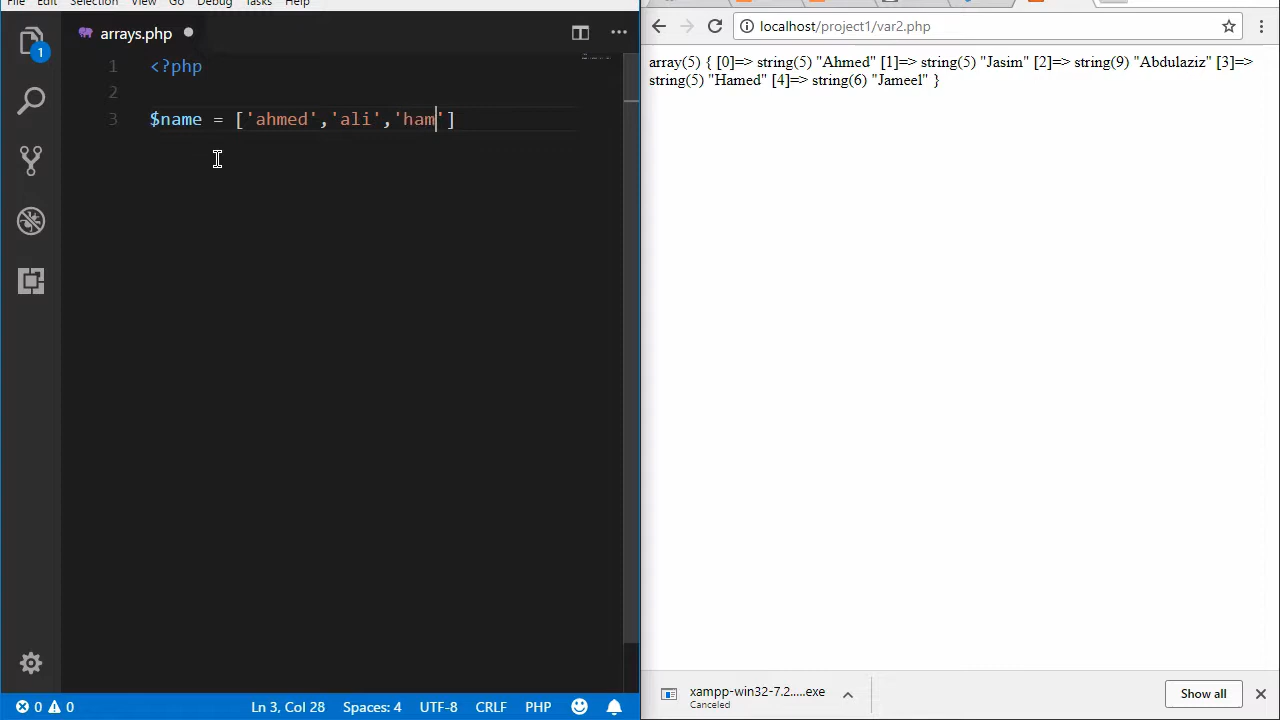 File Edit Selection View Go Debug Tasks Help
arrays.php
1
1 <?php
2
3 $name = ['ahmed','ali','ham']
0 0 Ln 3, Col 28 Spaces: 4 UTF-8 CRLF PHP
localhost/project1/var2.php
array(5) { [0]=> string(5) "Ahmed" [1]=> string(5) "Jasim" [2]=> string(9) "Abdulaziz" [3]=>
string(5) "Hamed" [4]=> string(6) "Jameel" }
xampp-win32-7.2.....exe
Canceled
Show all